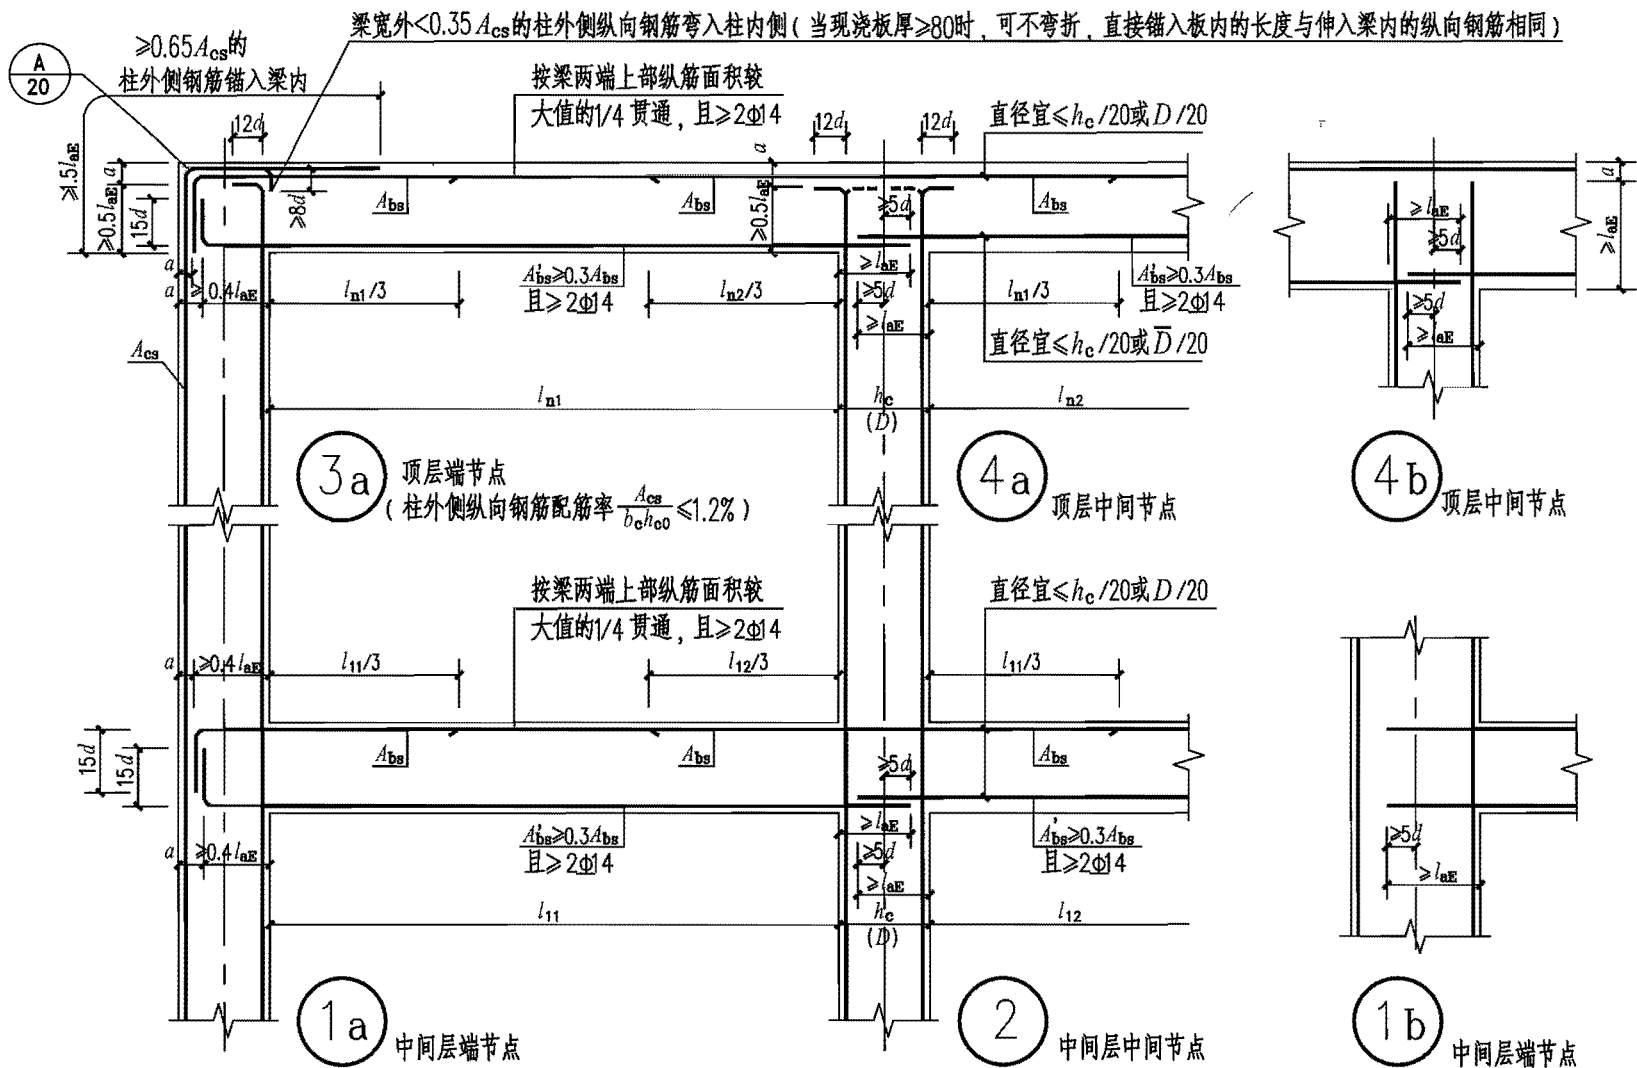 梁宽外<0.35Acs的柱外侧纵向钢筋弯入柱内侧(当现浇板厚≥80时，可不弯折，直接锚入板内的长度与伸入梁内的纵向钢筋相同)
≥0.65Acs的
柱外侧钢筋锚入梁内
A
20
按梁两端上部纵筋面积较
大值的1/4贯通，且≥2Φ14
直径宜≤hc/20或D/20
12d
12d
12d
a
a
a
≥1.5laE
≥0.5laE
15d
≥8d
Abs
Abs
≥0.5laE
≥5d
Abs
≥laE
≥5d
≥laE
a
a
≥0.4laE
ln1/3
A'bs≥0.3Abs
且≥2Φ14
ln2/3
≥laE
≥5d
≥laE
ln1/3
A'bs≥0.3Abs
且≥2Φ14
≥5d
≥laE
直径宜≤hc/20或D/20
Acs
ln1
hc
(D)
ln2
3a
顶层端节点
(柱外侧纵向钢筋配筋率Acs/bchc0≤1.2%)
4a
顶层中间节点
4b
顶层中间节点
按梁两端上部纵筋面积较
大值的1/4贯通，且≥2Φ14
直径宜≤hc/20或D/20
a
≥0.4laE
l11/3
l12/3
l11/3
15d
15d
Abs
Abs
≥5d
Abs
a
≥0.4laE
A'bs≥0.3Abs
且≥2Φ14
≥laE
≥5d
≥laE
A'bs≥0.3Abs
且≥2Φ14
≥5d
≥laE
l11
hc
(D)
l12
1a
中间层端节点
2
中间层中间节点
1b
中间层端节点